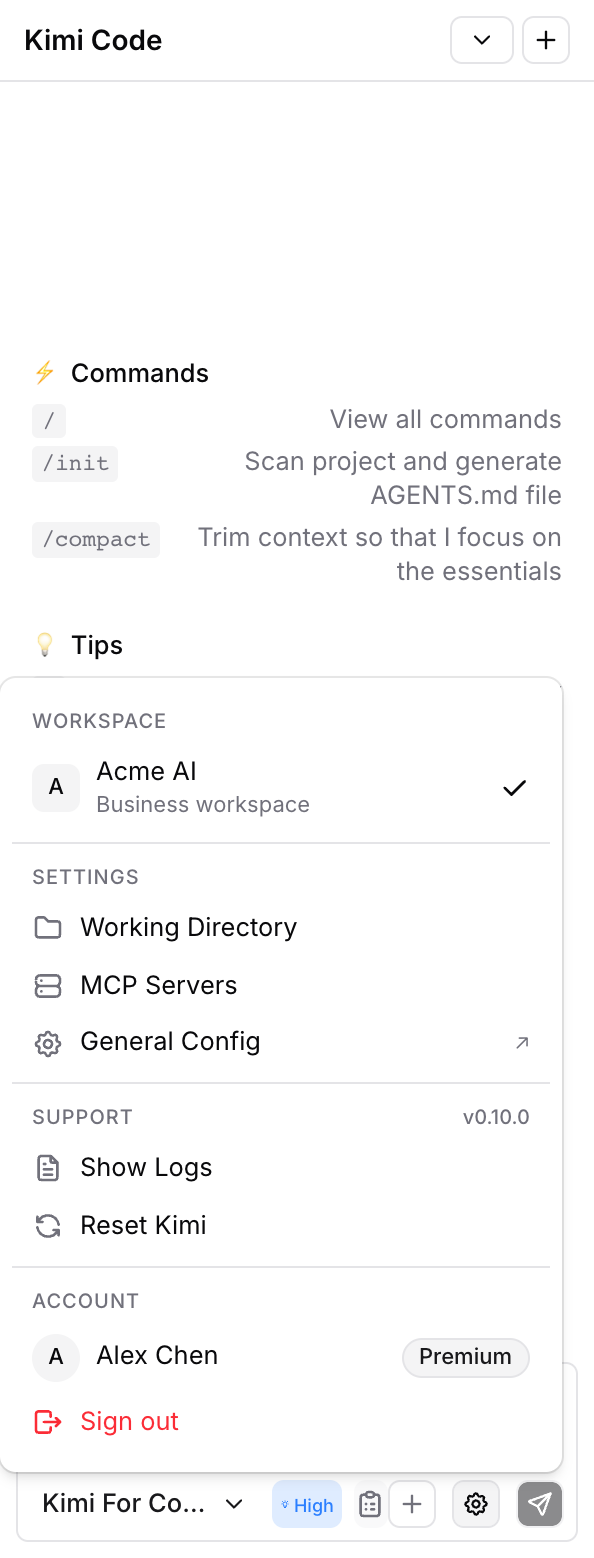 Kimi Code
Commands
/ View all commands
/init Scan project and generate
AGENTS.md file
/compact Trim context so that I focus on
the essentials
Tips
WORKSPACE
A Acme AI
Business workspace
SETTINGS
Working Directory
MCP Servers
General Config
SUPPORT v0.10.0
Show Logs
Reset Kimi
ACCOUNT
A Alex Chen Premium
Sign out
Kimi For Co... High